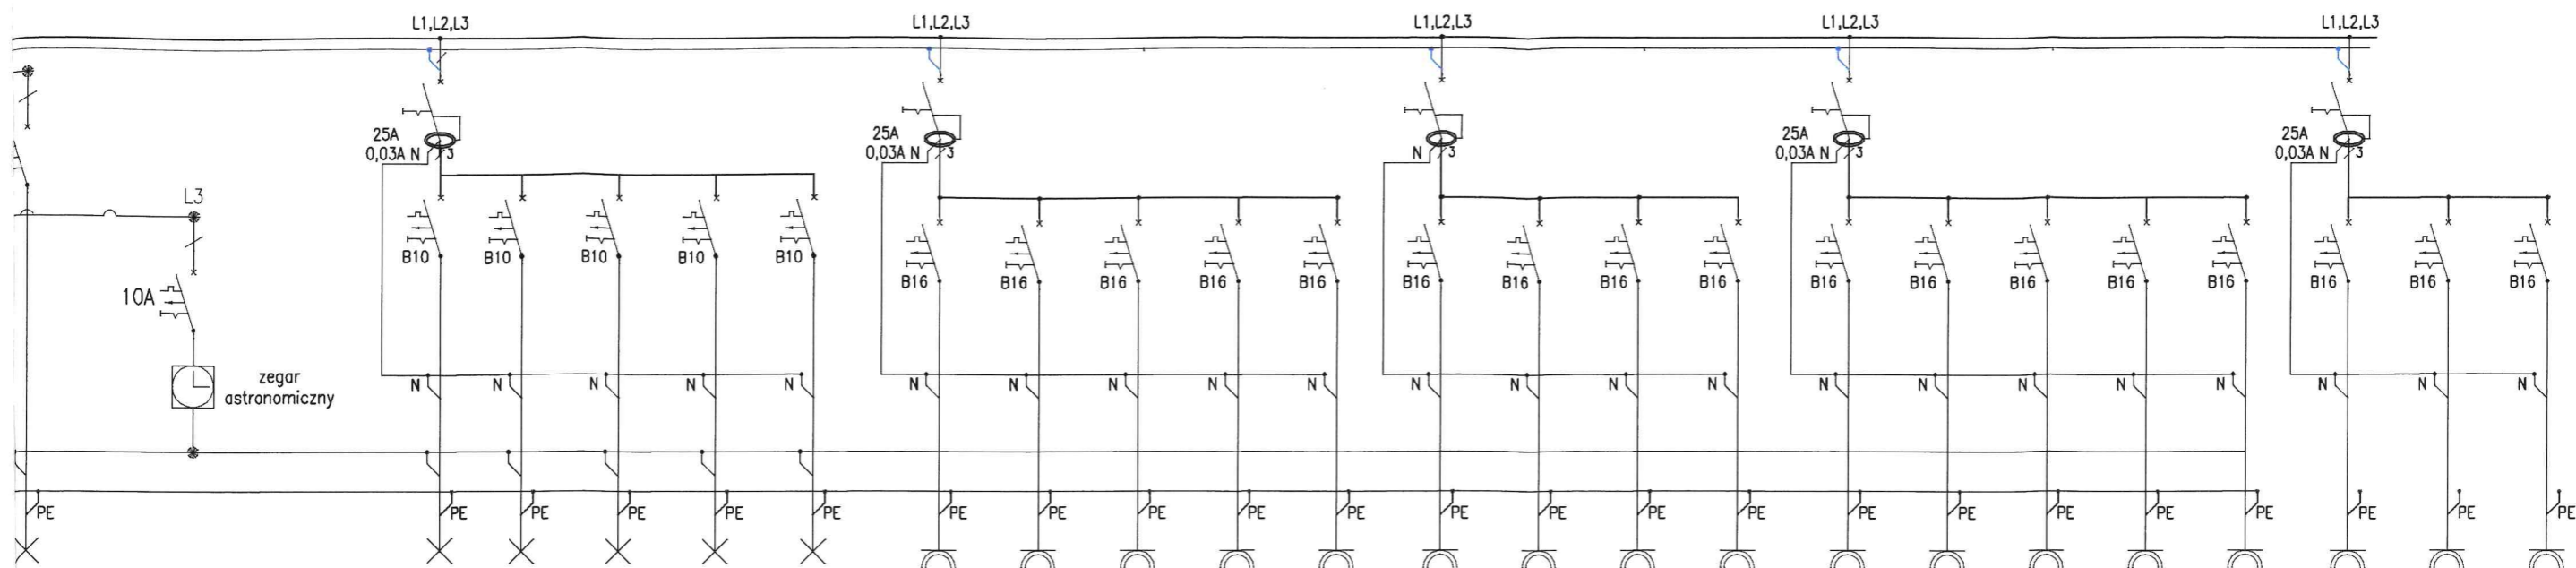 L1,L2,L3 L1,L2,L3 L1,L2,L3 L1,L2,L3 L1,L2,L3
25A 25A 25A 25A
0,03A N 3 0,03A N 3 N 3 0,03A N 3 0,03A N 3
L3
B10 B10 B10 B10 B10
B16 B16 B16 B16 B16 B16 B16 B16 B16 B16 B16 B16 B16 B16 B16 B16 B16
10A
zegar
astronomiczny
N N N N N N N N N N N N N N N N N N N N N N
PE PE PE PE PE PE PE PE PE PE PE PE PE PE PE PE PE PE PE PE PE PE PE